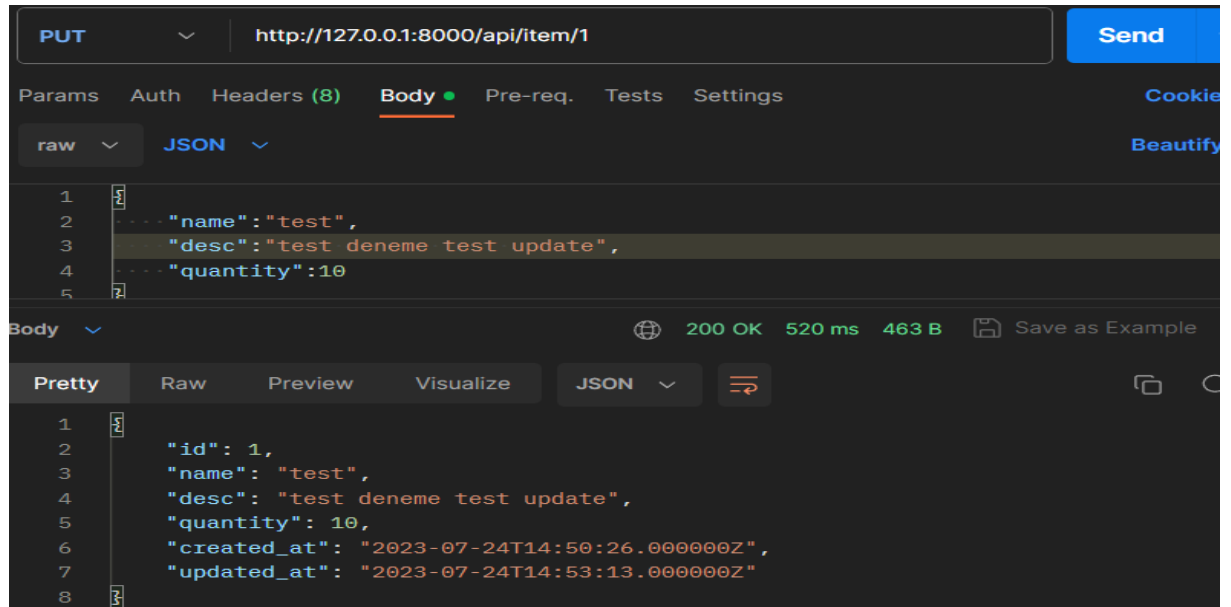 PUT http://127.0.0.1:8000/api/item/1 Send
Params Auth Headers (8) Body Pre-req. Tests Settings Cookie
raw JSON Beautify
1 {
2 "name":"test",
3 "desc":"test deneme test update",
4 "quantity":10
5 }
Body 200 OK 520 ms 463 B Save as Example
Pretty Raw Preview Visualize JSON
1 {
2 "id": 1,
3 "name": "test",
4 "desc": "test deneme test update",
5 "quantity": 10,
6 "created_at": "2023-07-24T14:50:26.000000Z",
7 "updated_at": "2023-07-24T14:53:13.000000Z"
8 }